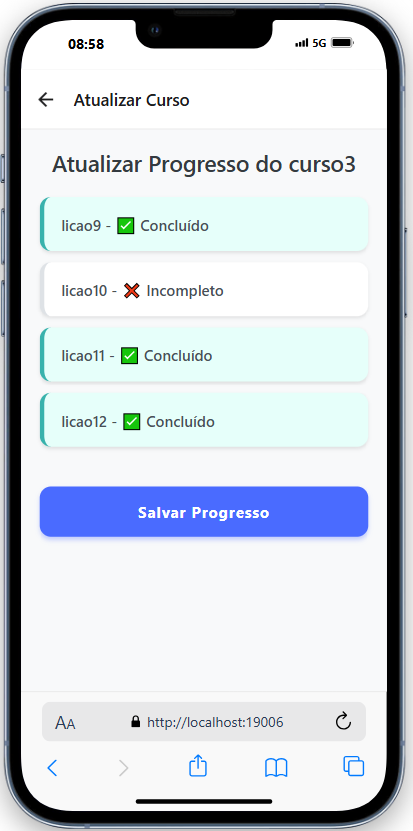 08:58
5G
Atualizar Curso
Atualizar Progresso do curso3
licao9 - ✅ Concluído
licao10 - ❌ Incompleto
licao11 - ✅ Concluído
licao12 - ✅ Concluído
Salvar Progresso
AA http://localhost:19006